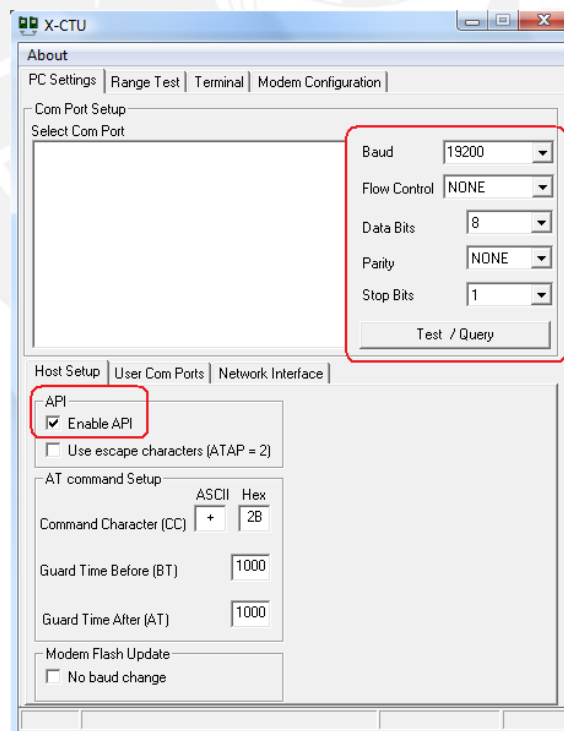 X-CTU
About
PC Settings Range Test Terminal Modem Configuration
Com Port Setup
Select Com Port
Baud 19200
Flow Control NONE
Data Bits 8
Parity NONE
Stop Bits 1
Test / Query
Host Setup User Com Ports Network Interface
API
Enable API
Use escape characters (ATAP = 2)
AT command Setup
ASCII Hex
Command Character (CC) + 2B
Guard Time Before (BT) 1000
Guard Time After (AT) 1000
Modem Flash Update
No baud change